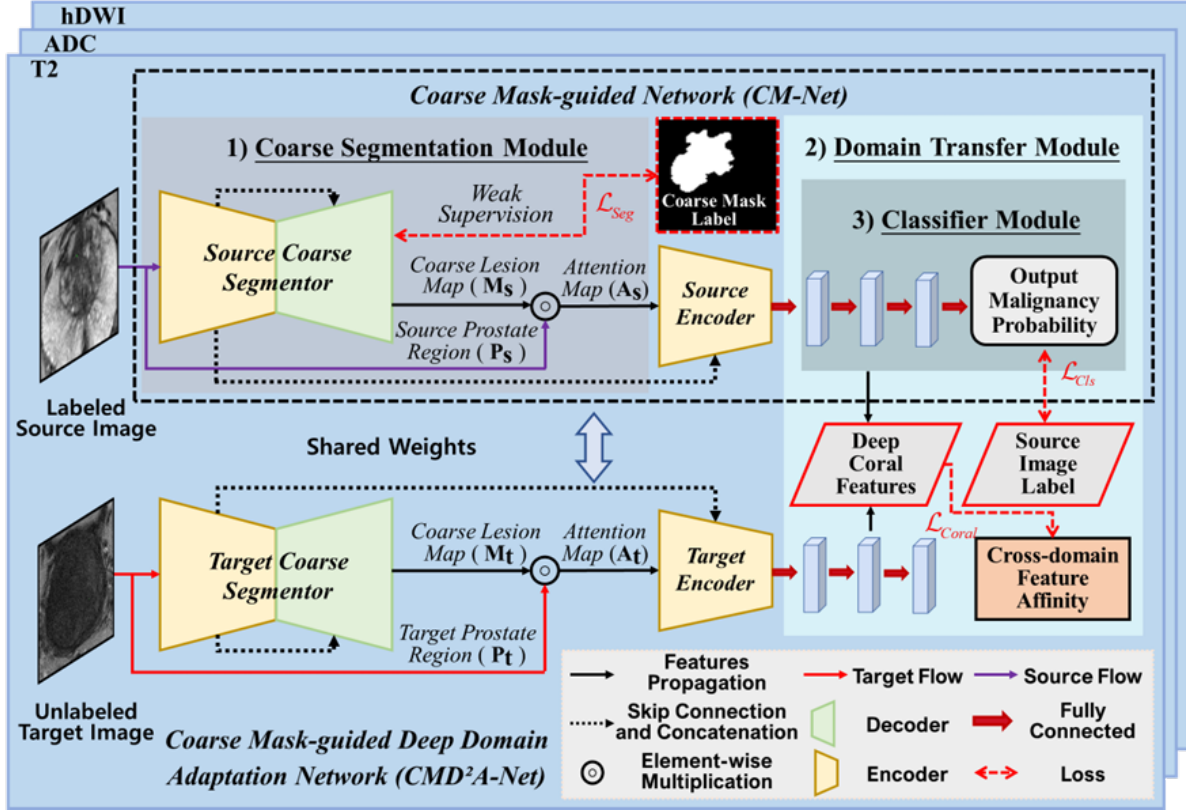 hDWI
ADC
T2
Coarse Mask-guided Network (CM-Net)
1) Coarse Segmentation Module
2) Domain Transfer Module
3) Classifier Module
Weak
Supervision
ℒSeg
Coarse Mask
Label
Source Coarse
Segmentor
Coarse Lesion
Map ( Ms )
Attention
Map (As)
Source Prostate
Region ( Ps )
Source
Encoder
Output
Malignancy
Probability
ℒCls
Labeled
Source Image
Shared Weights
Deep
Coral
Features
Source
Image
Label
ℒCoral
Target Coarse
Segmentor
Coarse Lesion
Map ( Mt )
Attention
Map (At)
Target Prostate
Region ( Pt )
Target
Encoder
Cross-domain
Feature
Affinity
Unlabeled
Target Image
Coarse Mask-guided Deep Domain
Adaptation Network (CMD²A-Net)
Features
Propagation
Target Flow
Source Flow
Skip Connection
and Concatenation
Decoder
Fully
Connected
Element-wise
Multiplication
Encoder
Loss